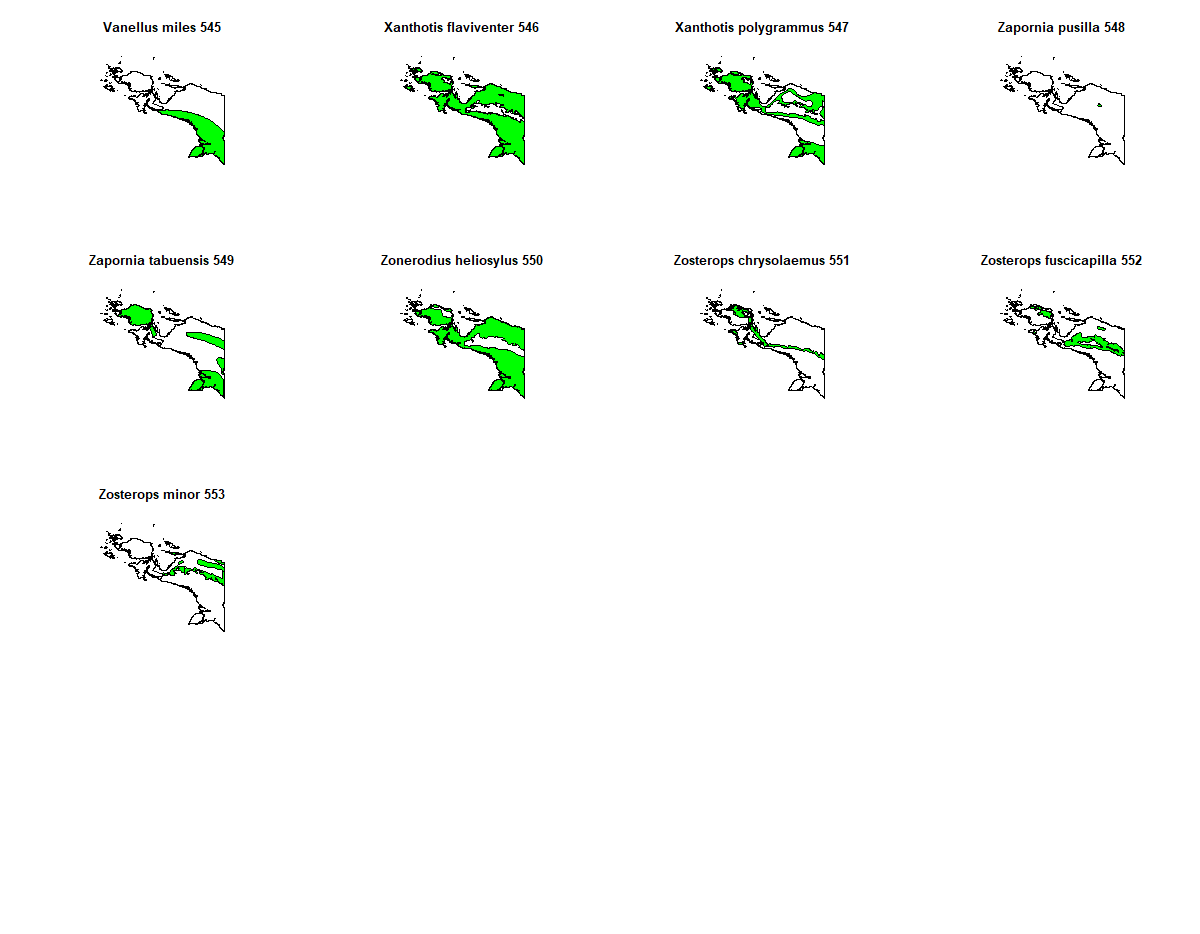 Vanellus miles 545
Xanthotis flaviventer 546
Xanthotis polygrammus 547
Zapornia pusilla 548
Zapornia tabuensis 549
Zonerodius heliosylus 550
Zosterops chrysolaemus 551
Zosterops fuscicapilla 552
Zosterops minor 553